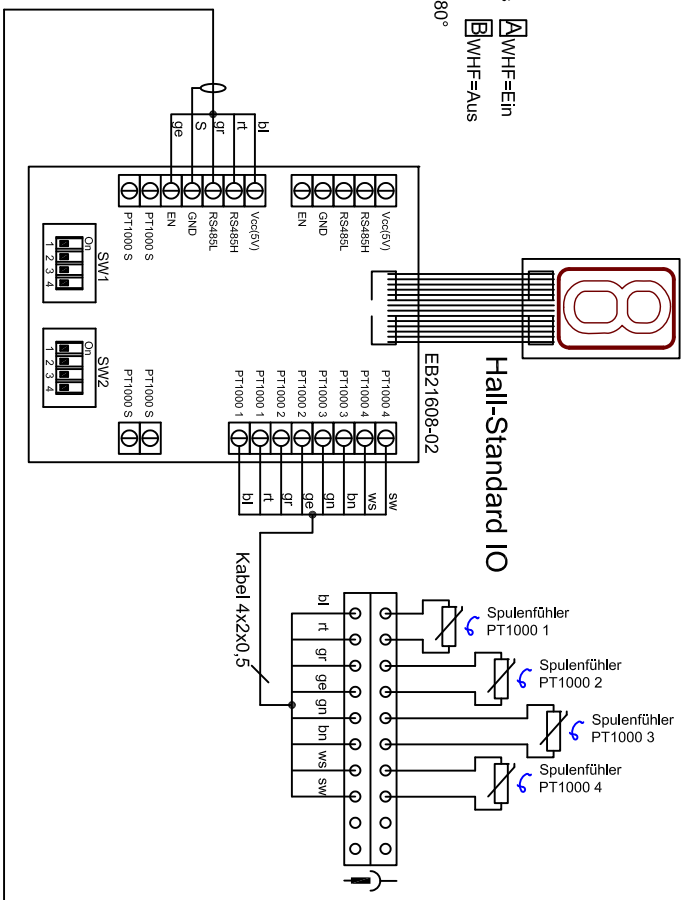 A WHF=Ein
B WHF=Aus
80°
bl
rt
gr
S
ge
Vcc(5V)
RS485H
RS485L
GND
EN
PT1000 S
PT1000 S
Vcc(5V)
RS485H
RS485L
GND
EN
SW1
On
1 2 3 4
SW2
On
1 2 3 4
PT1000 S
PT1000 S
EB21608-02
Hall-Standard IO
PT1000 4
PT1000 4
PT1000 3
PT1000 3
PT1000 2
PT1000 2
PT1000 1
PT1000 1
sw
ws
bn
gn
ge
gr
rt
bl
Kabel 4x2x0,5
bl
rt
gr
ge
gn
bn
ws
sw
Spulenfühler
PT1000 1
Spulenfühler
PT1000 2
Spulenfühler
PT1000 3
Spulenfühler
PT1000 4